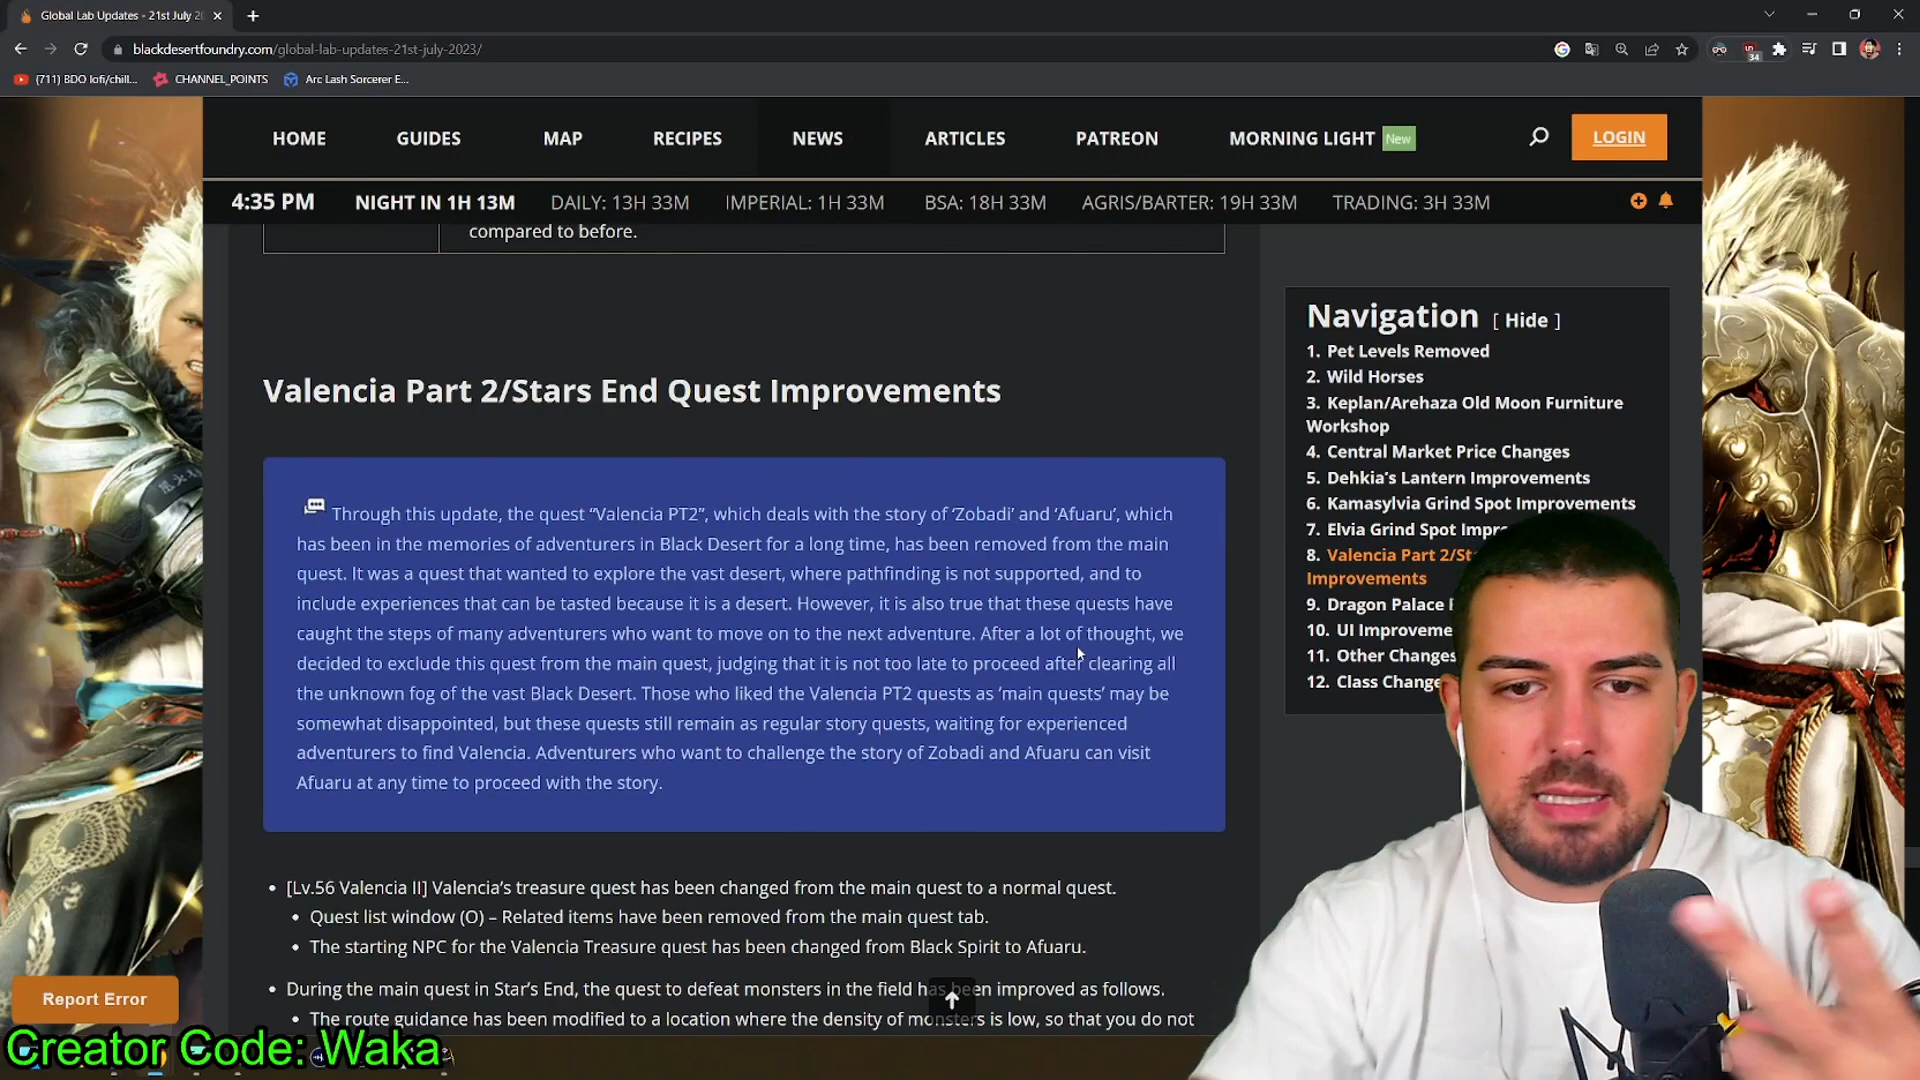 Global Lab Updates - 21st July 20
blackdesertfoundry.com/global-lab-updates-21st-july-2023/
34
(711) BDO lofi/chill...
CHANNEL_POINTS
Arc Lash Sorcerer E...
HOME
GUIDES
MAP
RECIPES
NEWS
ARTICLES
PATREON
MORNING LIGHT New
LOGIN
4:35 PM
NIGHT IN 1H 13M
DAILY: 13H 33M
IMPERIAL: 1H 33M
BSA: 18H 33M
AGRIS/BARTER: 19H 33M
TRADING: 3H 33M
compared to before.
Valencia Part 2/Stars End Quest Improvements
Through this update, the quest “Valencia PT2”, which deals with the story of ‘Zobadi’ and ‘Afuaru’, which
has been in the memories of adventurers in Black Desert for a long time, has been removed from the main
quest. It was a quest that wanted to explore the vast desert, where pathfinding is not supported, and to
include experiences that can be tasted because it is a desert. However, it is also true that these quests have
caught the steps of many adventurers who want to move on to the next adventure. After a lot of thought, we
decided to exclude this quest from the main quest, judging that it is not too late to proceed after clearing all
the unknown fog of the vast Black Desert. Those who liked the Valencia PT2 quests as ‘main quests’ may be
somewhat disappointed, but these quests still remain as regular story quests, waiting for experienced
adventurers to find Valencia. Adventurers who want to challenge the story of Zobadi and Afuaru can visit
Afuaru at any time to proceed with the story.
• [Lv.56 Valencia II] Valencia’s treasure quest has been changed from the main quest to a normal quest.
• Quest list window (O) – Related items have been removed from the main quest tab.
• The starting NPC for the Valencia Treasure quest has been changed from Black Spirit to Afuaru.
• During the main quest in Star’s End, the quest to defeat monsters in the field has been improved as follows.
• The route guidance has been modified to a location where the density of monsters is low, so that you do not
Navigation [ Hide ]
1. Pet Levels Removed
2. Wild Horses
3. Keplan/Arehaza Old Moon Furniture
Workshop
4. Central Market Price Changes
5. Dehkia’s Lantern Improvements
6. Kamasylvia Grind Spot Improvements
7. Elvia Grind Spot Impro
8. Valencia Part 2/St
Improvements
9. Dragon Palace
10. UI Improveme
11. Other Changes
12. Class Change
Report Error
Creator Code: Waka